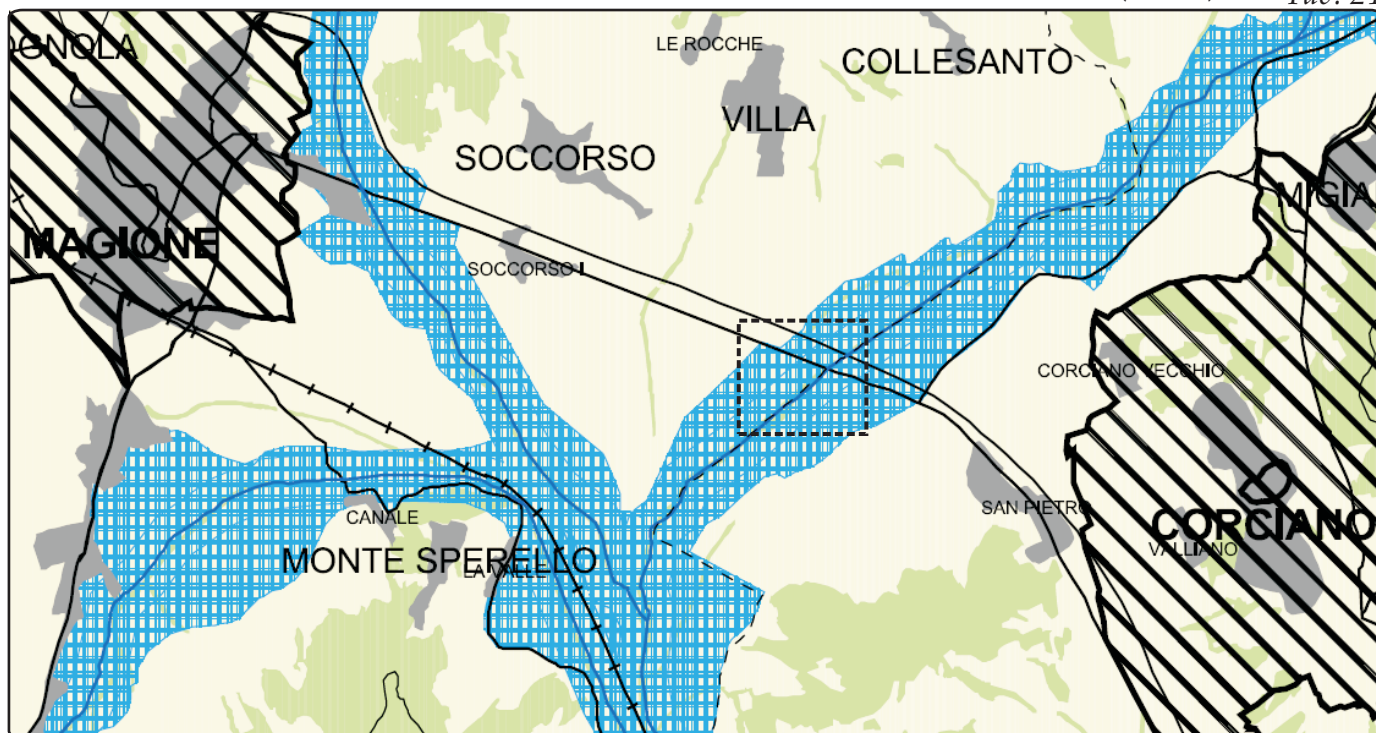 Tav. 21
OGNOLA
LE ROCCHE
COLLESANTO
VILLA
SOCCORSO
MIGIA
MAGIONE
SOCCORSO I
CORCIANO VECCHIO
SAN PIETRO
CANALE
CORCIANO
VALLIANO
MONTE SPERELLO
LA VALLE